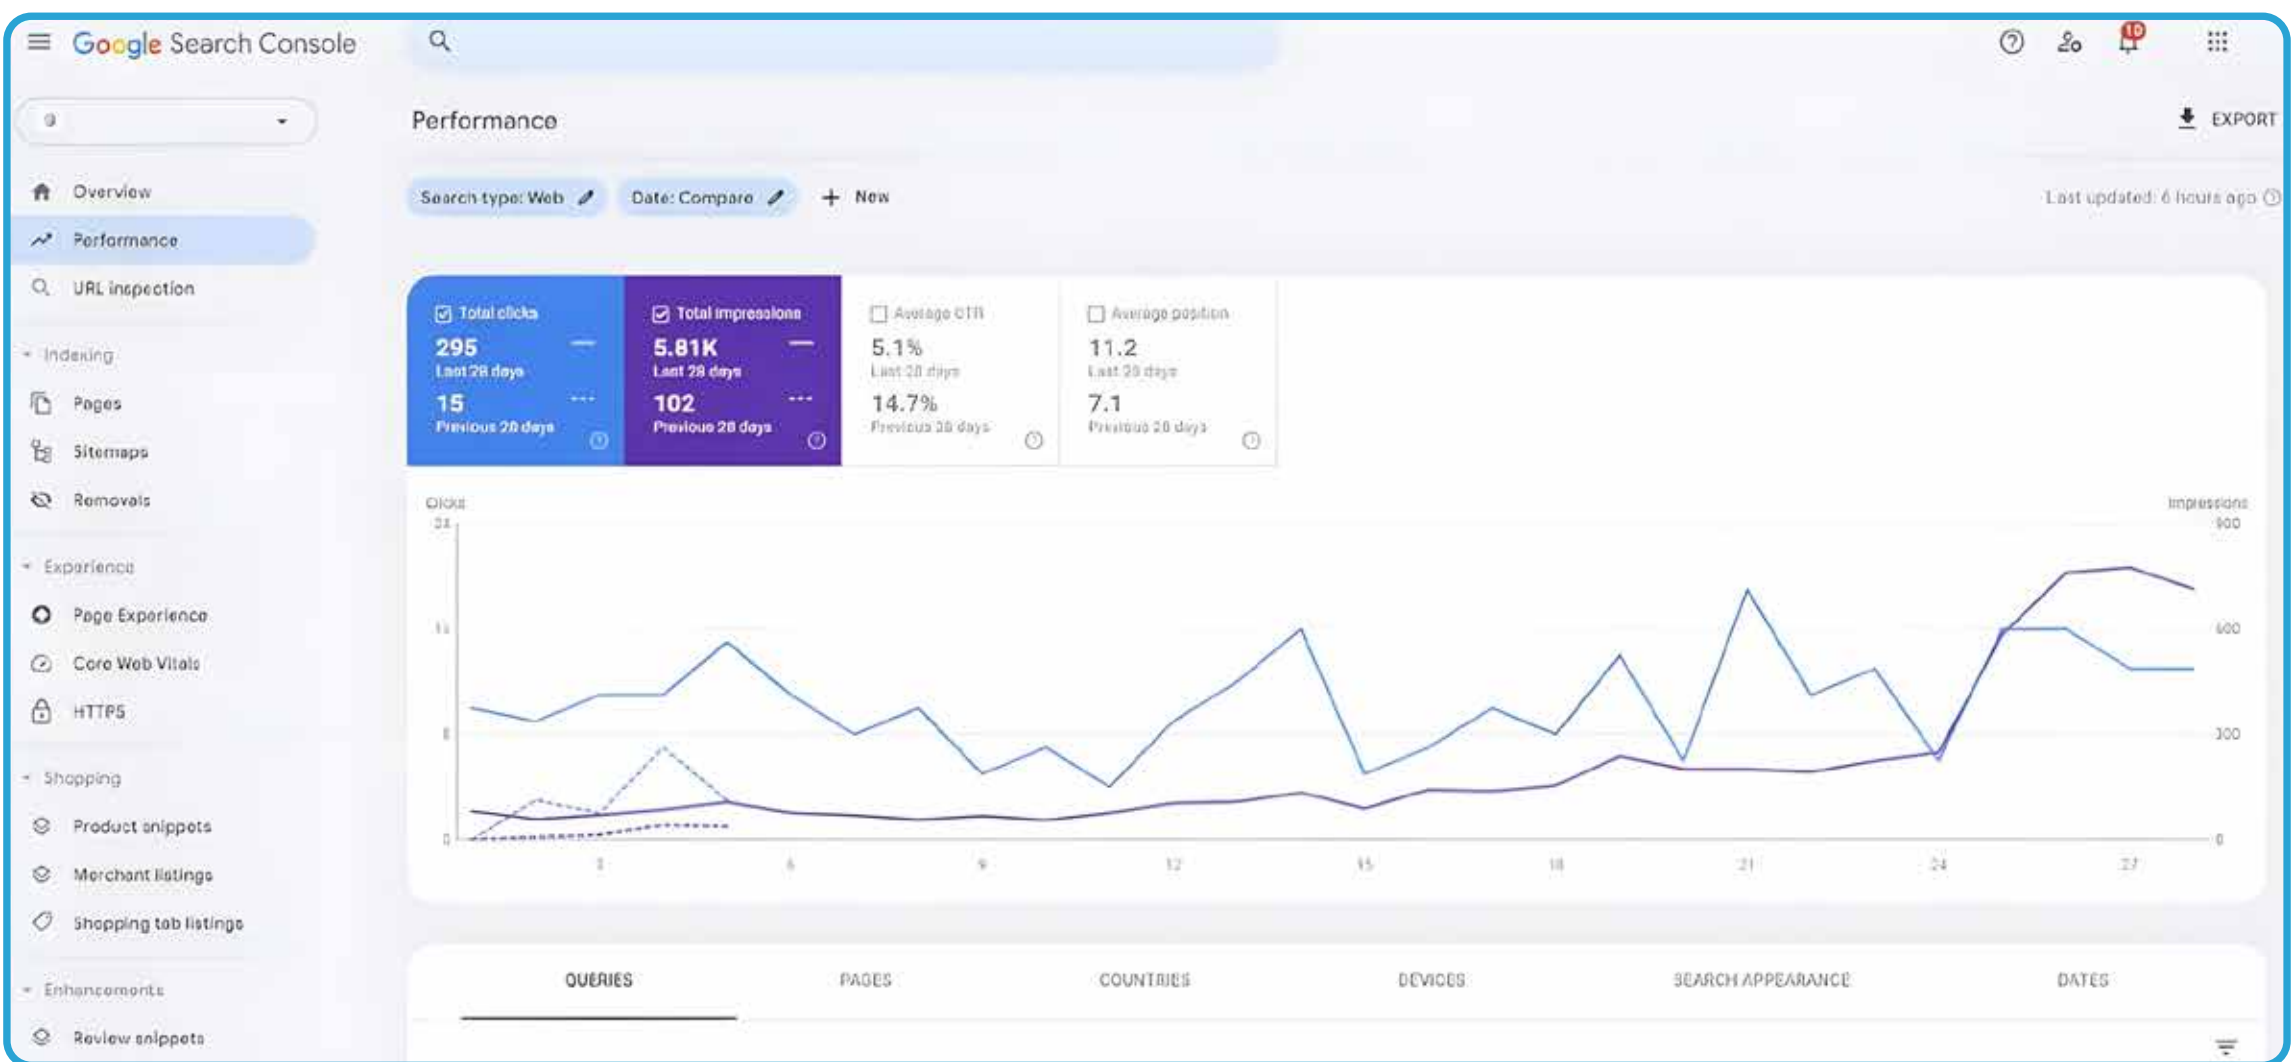 Google Search Console
10
Performance
EXPORT
Overview
Search type: Web
Date: Compare
New
Last updated: 6 hours ago
Performance
URL inspection
Total clicks
Total impressions
Average CTR
Average position
295
5.81K
5.1%
11.2
Last 28 days
Last 28 days
Last 28 days
Last 28 days
15
102
14.7%
7.1
Previous 28 days
Previous 28 days
Previous 28 days
Previous 28 days
Indexing
Pages
Sitemaps
Removals
Clicks
Impressions
900
600
300
0
0
6
9
12
15
18
21
24
27
Experience
Page Experience
Core Web Vitals
HTTPS
Shopping
Product snippets
Merchant listings
Shopping tab listings
Enhancements
Review snippets
QUERIES
PAGES
COUNTRIES
DEVICES
SEARCH APPEARANCE
DATES